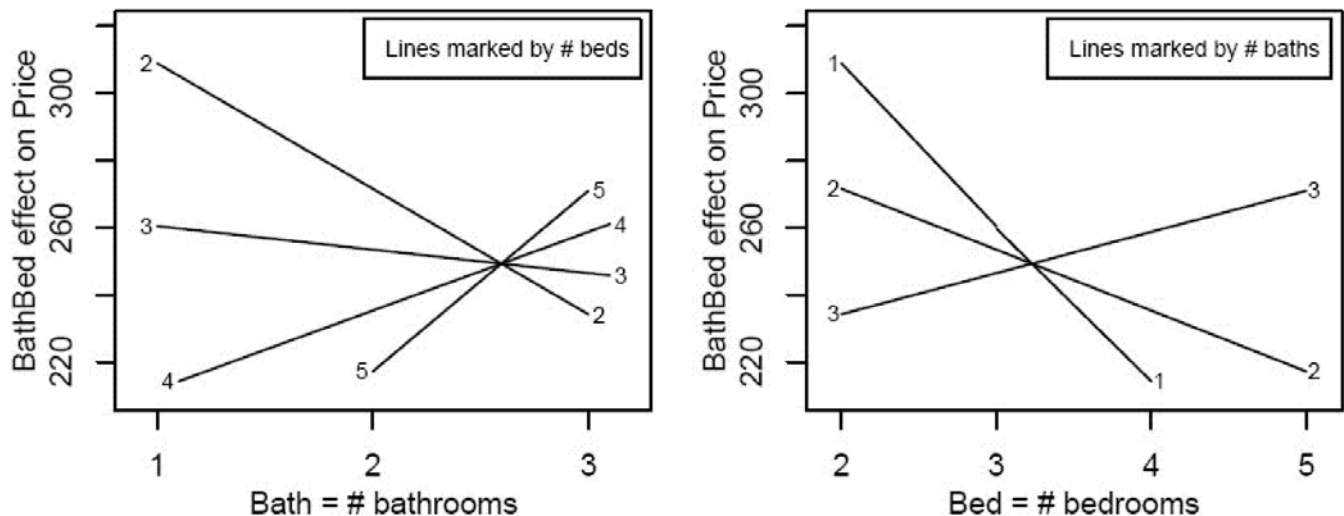 BathBed effect on Price
220 260 300
Lines marked by # beds
2
3
4
5
5
4
3
2
1 2 3
Bath = # bathrooms
BathBed effect on Price
220 260 300
Lines marked by # baths
1
2
3
3
1
2
2 3 4 5
Bed = # bedrooms